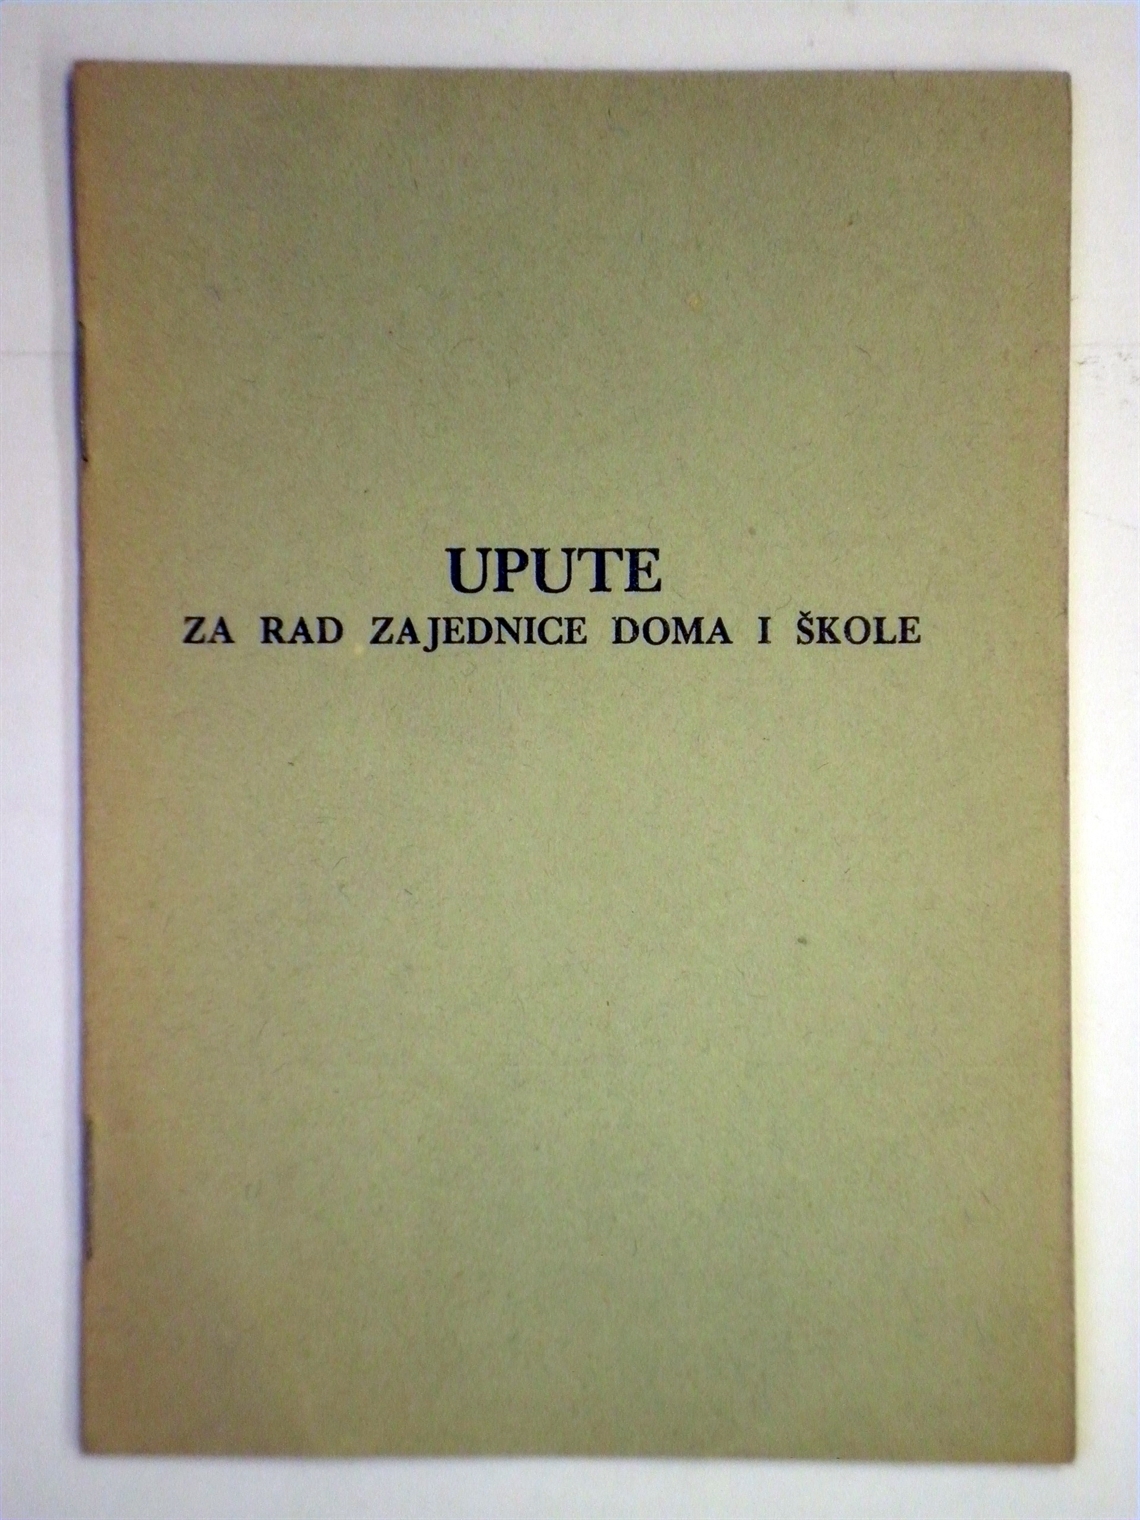 UPUTE
ZA RAD ZAJEDNICE DOMA I ŠKOLE